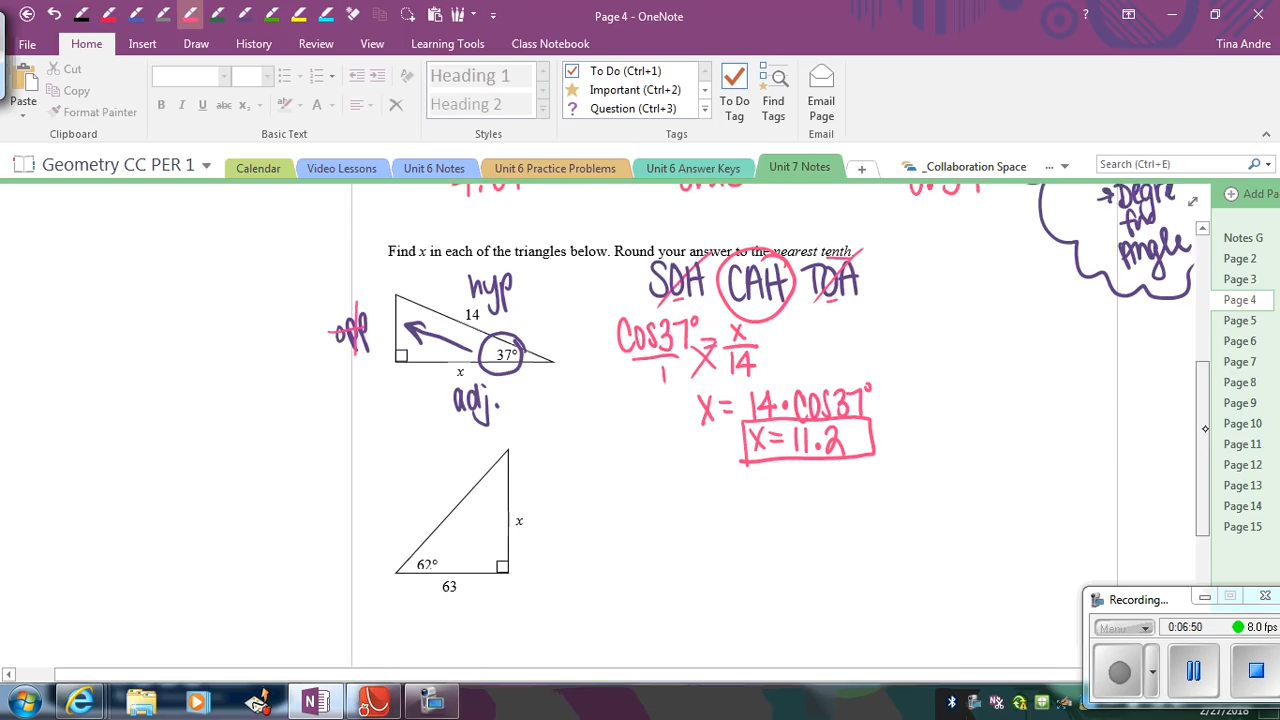 Page 4 - OneNote
?
File Home Insert Draw History Review View Learning Tools Class Notebook
Tina Andre
Paste
Cut
Copy
Format Painter
Clipboard
B I U abc x₂ A
Basic Text
Heading 1
Heading 2
Styles
To Do (Ctrl+1)
Important (Ctrl+2)
? Question (Ctrl+3)
Tags
To Do Tag
Find Tags
Email Page
Email
Geometry CC PER 1
Calendar Video Lessons Unit 6 Notes Unit 6 Practice Problems Unit 6 Answer Keys Unit 7 Notes + _Collaboration Space ...
Search (Ctrl+E)
Add Pa
Notes G
Page 2
Page 3
Page 4
Page 5
Page 6
Page 7
Page 8
Page 9
Page 10
Page 11
Page 12
Page 13
Page 14
Page 15
Angle
Find x in each of the triangles below. Round your answer to the nearest tenth.
SOH CAH TOA
hyp
14
opp
37°
x
adj.
Cos37°/1 = x/14
x = 14·cos37°
x = 11.2
x
62°
63
Recording...
Menu
0:06:50
8.0 fps
2/27/2018